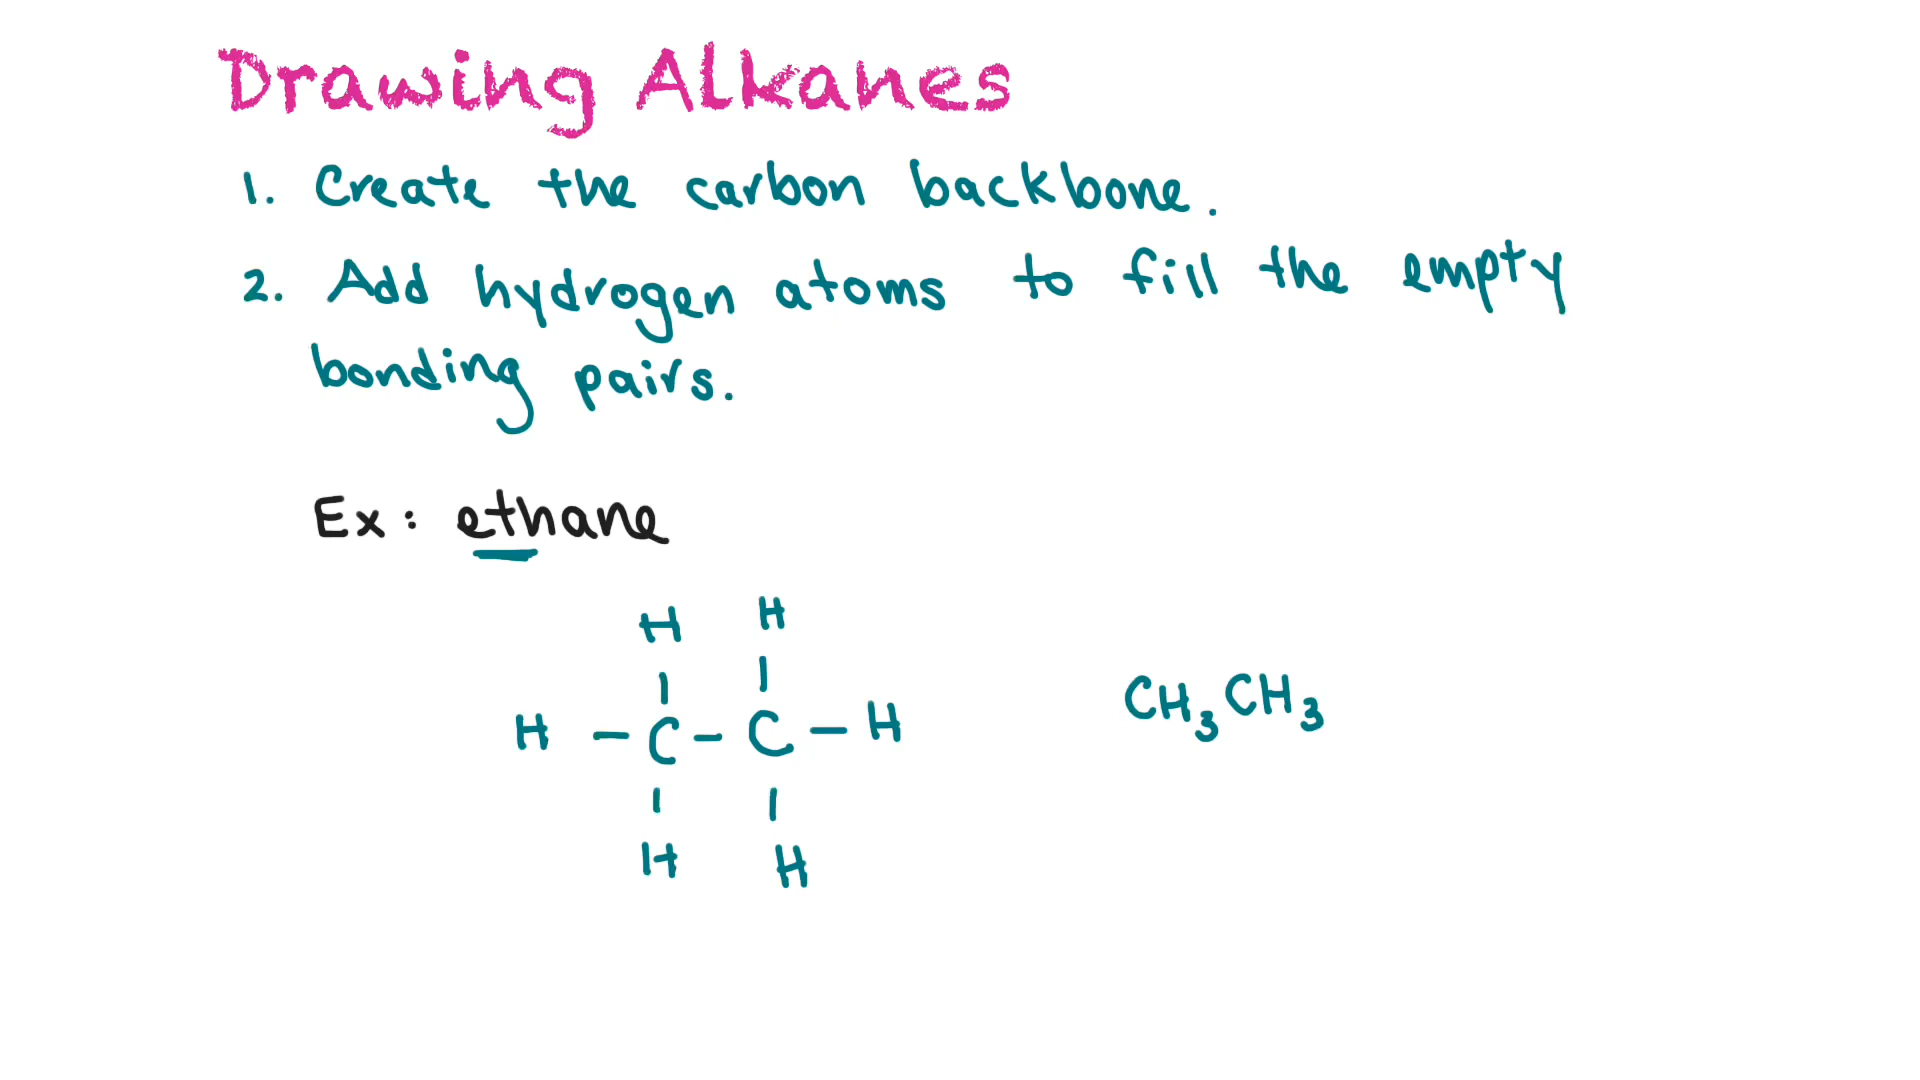 Drawing Alkanes
1. Create the carbon backbone.
2. Add hydrogen atoms to fill the empty
bonding pairs.
Ex: ethane
H H
H – C – C – H
H H
CH₃CH₃